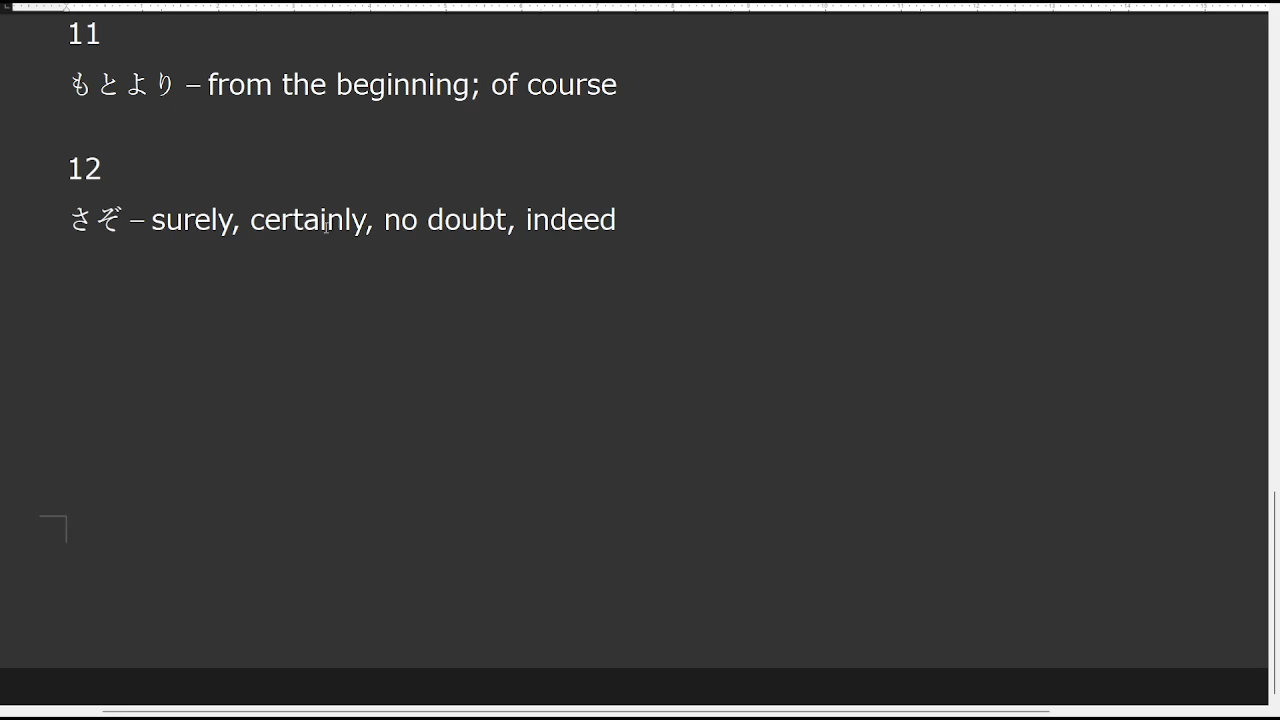 11
もとより – from the beginning; of course
12
さぞ – surely, certainly, no doubt, indeed